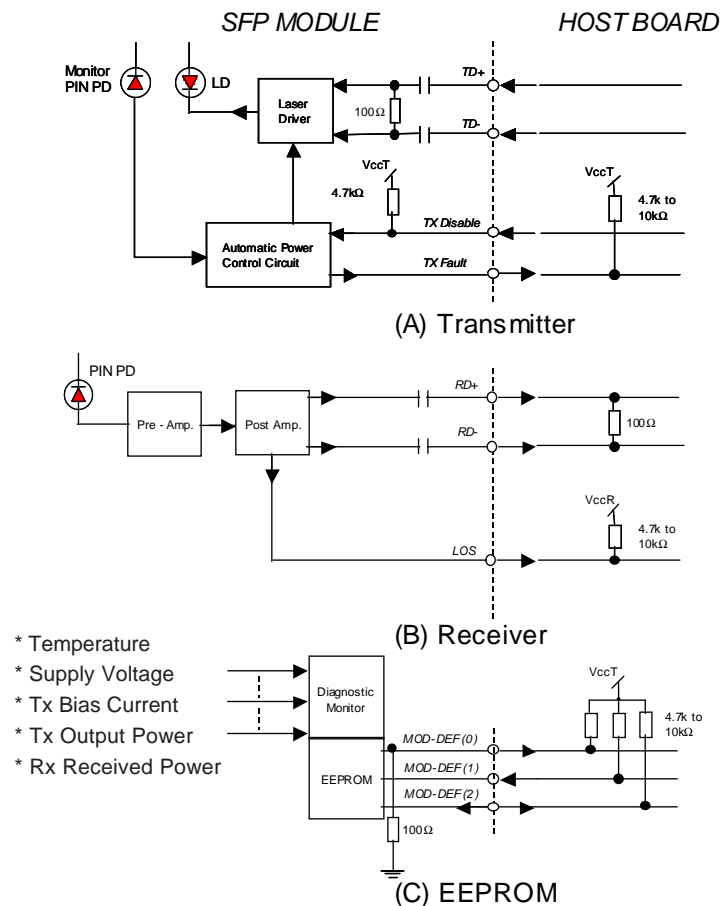 SFP MODULE
HOST BOARD
Monitor
PIN PD
LD
Laser
Driver
100Ω
TD+
TD-
VccT
4.7kΩ
TX Disable
TX Fault
Automatic Power
Control Circuit
VccT
4.7k to
10kΩ
(A) Transmitter
PIN PD
Pre - Amp.
Post Amp.
RD+
RD-
100Ω
LOS
VccR
4.7k to
10kΩ
(B) Receiver
* Temperature
* Supply Voltage
* Tx Bias Current
* Tx Output Power
* Rx Received Power
Diagnostic
Monitor
EEPROM
MOD-DEF(0)
MOD-DEF(1)
MOD-DEF(2)
100Ω
VccT
4.7k to
10kΩ
(C) EEPROM